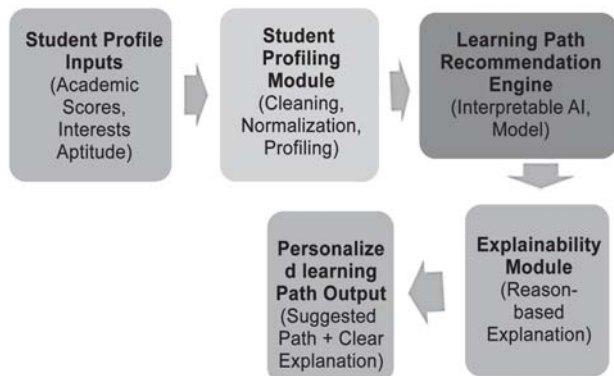 Student Profile
Inputs
(Academic
Scores,
Interests
Aptitude)
Student
Profiling
Module
(Cleaning,
Normalization,
Profiling)
Learning Path
Recommendation
Engine
(Interpretable AI,
Model)
Explainability
Module
(Reason-
based
Explanation)
Personalize
d learning
Path Output
(Suggested
Path + Clear
Explanation)